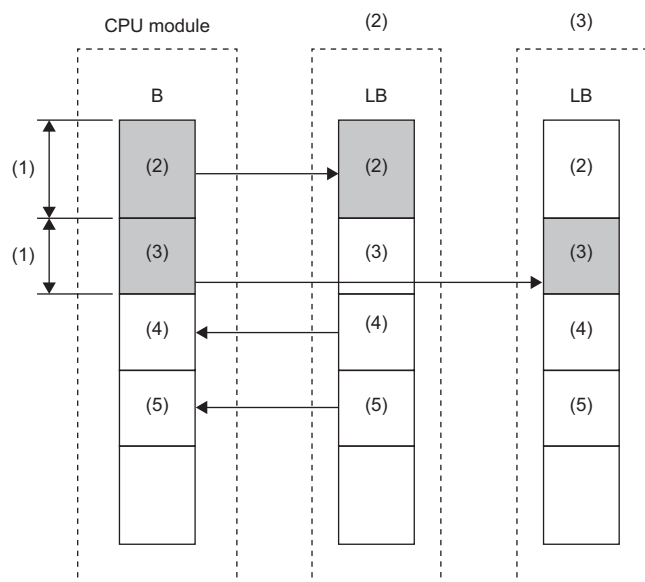 CPU module (2) (3)
B LB LB
(1) (2) (2) (2)
(1) (3) (3) (3)
(4) (4) (4)
(5) (5) (5)